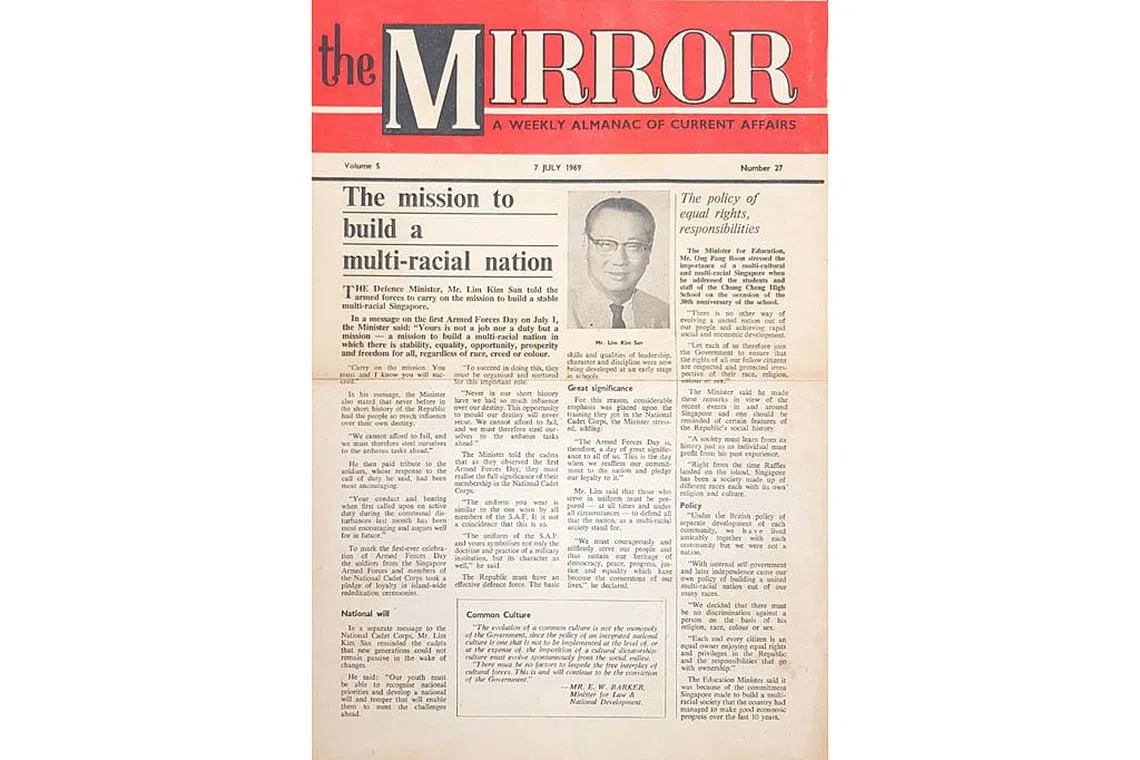 the MIRROR
A WEEKLY ALMANAC OF CURRENT AFFAIRS
Volume 5
7 JULY 1969
Number 27
The mission to
build a
multi-racial nation
THE Defence Minister, Mr. Lim Kim San told the
armed forces to carry on the mission to build a stable
multi-racial Singapore.
In a message on the first Armed Forces Day on July 1,
the Minister said: "Yours is not a job nor a duty but a
mission — a mission to build a multi-racial nation in
which there is stability, equality, opportunity, prosperity
and freedom for all, regardless of race, creed or colour.
"Carry on the mission. You
must and I know you will suc-
ceed."
In his message, the Minister
also stated that never before in
the short history of the Republic
had the people so much influence
over their own destiny.
"We cannot afford to fail, and
we must therefore steel ourselves
to the arduous tasks ahead."
He then paid tribute to the
soldiers, whose response to the
call of duty he said, had been
most encouraging.
"Your conduct and bearing
when first called upon on active
duty during the communal dis-
turbances last month has been
most encouraging and augurs well
for in future."
To mark the first-ever celebra-
tion of Armed Forces Day
the soldiers from the Singapore
Armed Forces and members of
the National Cadet Corps took a
pledge of loyalty in island-wide
rededication ceremonies.
National will
In a separate message to the
National Cadet Corps, Mr. Lim
Kim San reminded the cadets
that new generations could not
remain passive in the wake of
changes.
He said: "Our youth must
be able to recognise national
priorities and develop a national
will and temper that will enable
them to meet the challenges
ahead.
"To succeed in doing this, they
must be organised and nurtured
for this important role.
"Never in our short history
have we had so much influence
over our destiny. This opportunity
to mould our destiny will never
recur. We cannot afford to fail,
and we must therefore steel our-
selves to the arduous tasks
ahead."
The Minister told the cadets
that as they observed the first
Armed Forces Day, they must
realise the full significance of their
membership in the National Cadet
Corps.
"The uniform you wear is
similar to the one worn by all
members of the S.A.F. It is not
a coincidence that this is so.
"The uniform of the S.A.F.
and yours symbolises not only the
doctrine and practice of a military
institution, but its character as
well," he said.
The Republic must have an
effective defence force. The basic
Mr. Lim Kim San
skills and qualities of leadership,
character and discipline were now
being developed at an early stage
in schools.
Great significance
For this reason, considerable
emphasis was placed upon the
training they got in the National
Cadet Corps, the Minister stress-
ed, adding:
"The Armed Forces Day is,
therefore, a day of great signific-
ance to all of us. This is the day
when we reaffirm our commit-
ment to the nation and pledge
our loyalty to it."
Mr. Lim said that those who
serve in uniform must be pre-
pared — at all times and under
all circumstances — to defend all
that the nation, as a multi-racial
society stand for.
"We must courageously and
selflessly serve our people and
thus sustain our heritage of
democracy, peace, progress, jus-
tice and equality which have
become the cornerstone of our
lives," he declared.
Common Culture
"The evolution of a common culture is not the monopoly
of the Government, since the policy of an integrated national
culture is one that is not to be implemented at the level of, or
at the expense of, the imposition of a cultural dictatorship:
culture must evolve spontaneously from the social milieu.
"There must be no factors to impede the free interplay of
cultural forces. This is and will continue to be the conviction
of the Government."
— MR. E. W. BARKER,
Minister for Law &
National Development.
The policy of
equal rights,
responsibilities
The Minister for Education,
Mr. Ong Pang Boon stressed the
importance of a multi-cultural
and multi-racial Singapore when
he addressed the students and
staff of the Chung Cheng High
School on the occasion of the
30th anniversary of the school.
"There is no other way of
evolving a united nation out of
our people and achieving rapid
social and economic development.
"Let each of us therefore join
the Government to ensure that
the rights of all our fellow citizens
are respected and protected irres-
pective of their race, religion,
colour or sex."
The Minister said he made
these remarks in view of the
recent events in and around
Singapore and one should be
reminded of certain features of
the Republic's social history.
"A society must learn from its
history just as an individual must
profit from his past experience.
"Right from the time Raffles
landed on the island, Singapore
has been a society made up of
different races each with its own
religion and culture.
Policy
"Under the British policy of
separate development of each
community, we have lived
amicably together with each
community but we were not a
nation.
"With internal self-government
and later independence came our
own policy of building a united
multi-racial nation out of our
many races.
"We decided that there must
be no discrimination against a
person on the basis of his
religion, race, colour or sex.
"Each and every citizen is an
equal owner enjoying equal rights
and privileges in the Republic
and the responsibilities that go
with ownership."
The Education Minister said it
was because of the commitment
Singapore made to build a multi-
racial society that the country had
managed to make good economic
progress over the last 10 years.